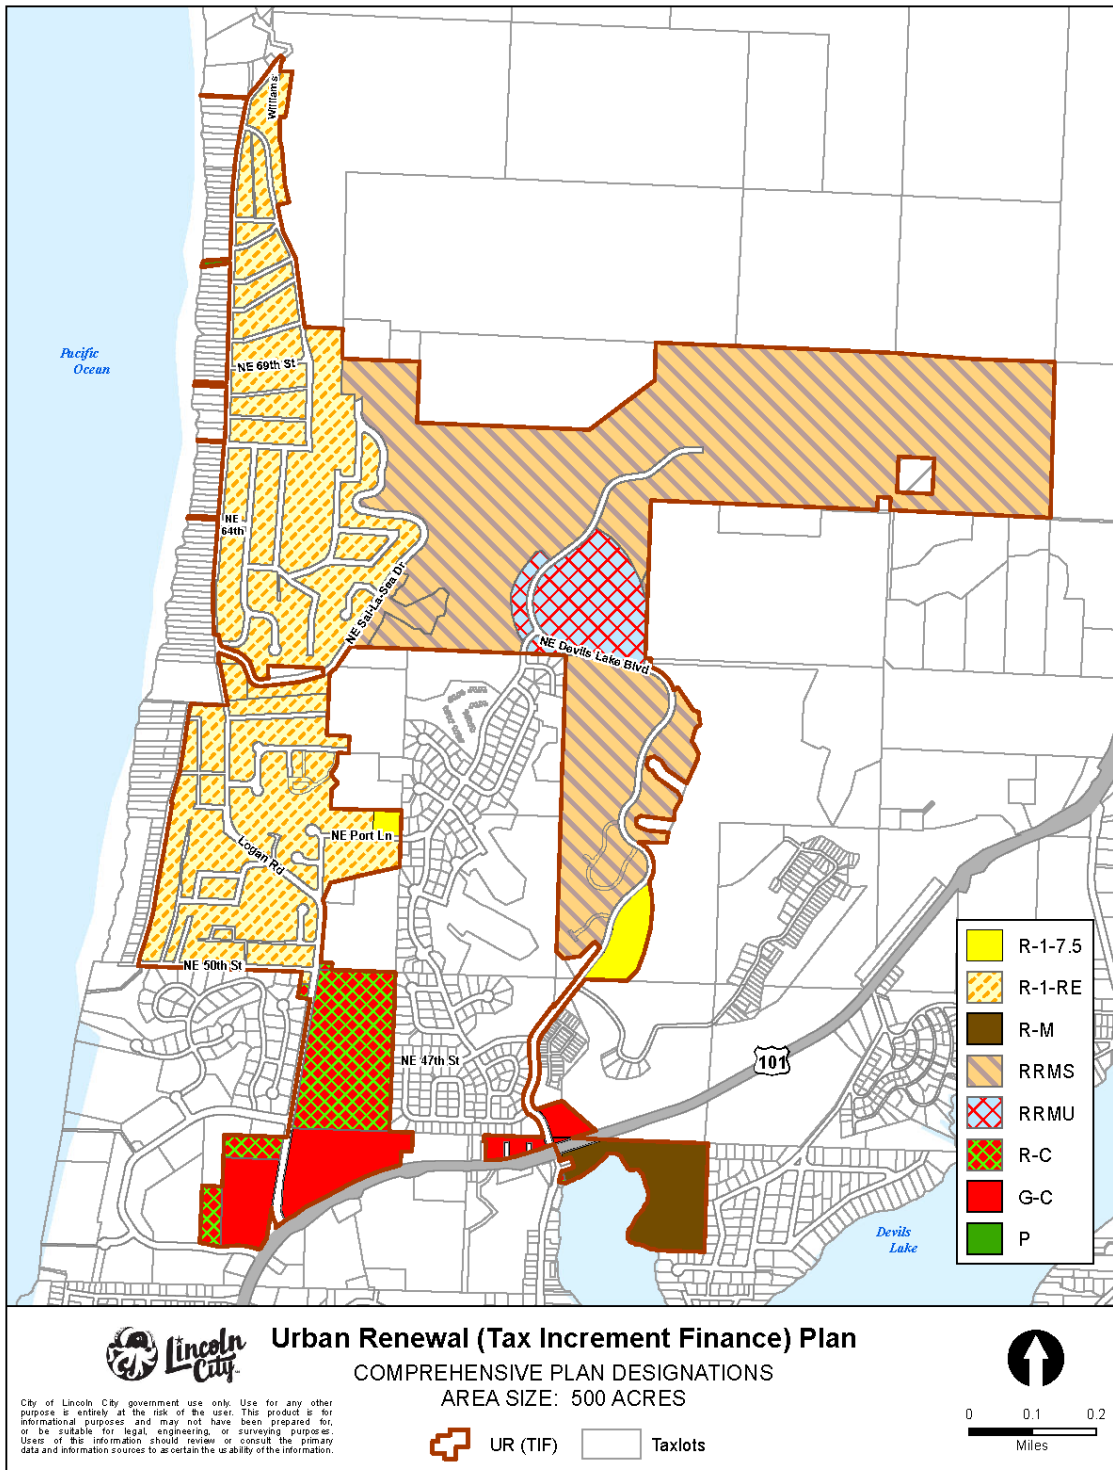 Williams
Pacific
Ocean
NE 69th St
NE
64th
NE Sal-La-Sea Dr
NE Devils Lake Blvd
NE Port Ln
Logan Rd
NE 50th St
NE 47th St
101
Devils
Lake
R-1-7.5
R-1-RE
R-M
RRMS
RRMU
R-C
G-C
P
Lincoln
City
Urban Renewal (Tax Increment Finance) Plan
COMPREHENSIVE PLAN DESIGNATIONS
AREA SIZE: 500 ACRES
City of Lincoln City government use only. Use for any other
purpose is entirely at the risk of the user. This product is for
informational purposes and may not have been prepared for,
or be suitable for legal, engineering, or surveying purposes.
Users of this information should review or consult the primary
data and information sources to ascertain the usability of the information.
UR (TIF)
Taxlots
0 0.1 0.2
Miles